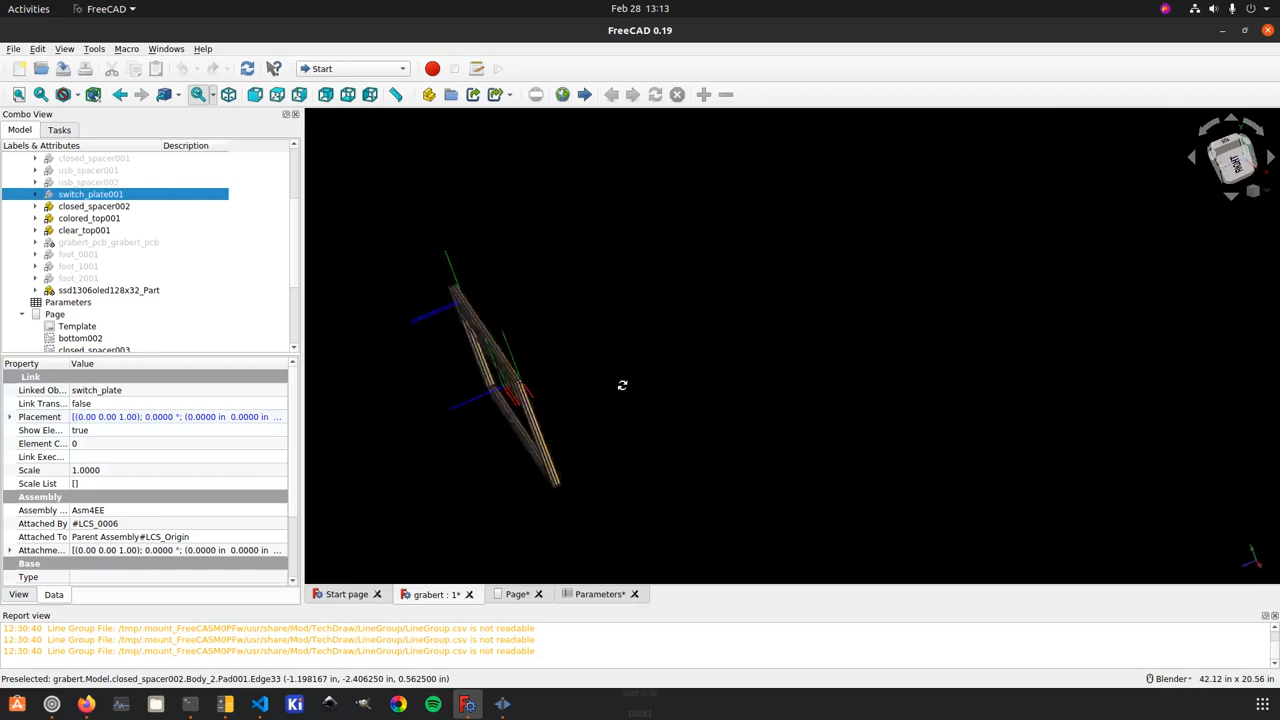 Activities
FreeCAD
Feb 28 13:13
FreeCAD 0.19
File Edit View Tools Macro Windows Help
Start
Combo View
Model Tasks
Labels & Attributes Description
closed_spacer001
usb_spacer001
usb_spacer002
switch_plate001
closed_spacer002
colored_top001
clear_top001
grabert_pcb_grabert_pcb
foot_0001
foot_1001
foot_2001
ssd1306oled128x32_Part
Parameters
Page
Template
bottom002
closed_spacer003
Property Value
Link
Linked Ob... switch_plate
Link Trans... false
Placement [(0.00 0.00 1.00); 0.0000 °; (0.0000 in 0.0000 in ...
Show Ele... true
Element C... 0
Link Exec...
Scale 1.0000
Scale List []
Assembly
Assembly ... Asm4EE
Attached By #LCS_0006
Attached To Parent Assembly#LCS_Origin
Attachme... [(0.00 0.00 1.00); 0.0000 °; (0.0000 in 0.0000 in ...
Base
Type
View Data
Start page grabert : 1* Page* Parameters*
Report view
12:30:40 Line Group File: /tmp/.mount_FreeCASM0PFw/usr/share/Mod/TechDraw/LineGroup/LineGroup.csv is not readable
12:30:40 Line Group File: /tmp/.mount_FreeCASM0PFw/usr/share/Mod/TechDraw/LineGroup/LineGroup.csv is not readable
12:30:40 Line Group File: /tmp/.mount_FreeCASM0PFw/usr/share/Mod/TechDraw/LineGroup/LineGroup.csv is not readable
Preselected: grabert.Model.closed_spacer002.Body_2.Pad001.Edge33 (-1.198167 in, -2.406250 in, 0.562500 in)
Blender
42.12 in x 20.56 in
Ki
next